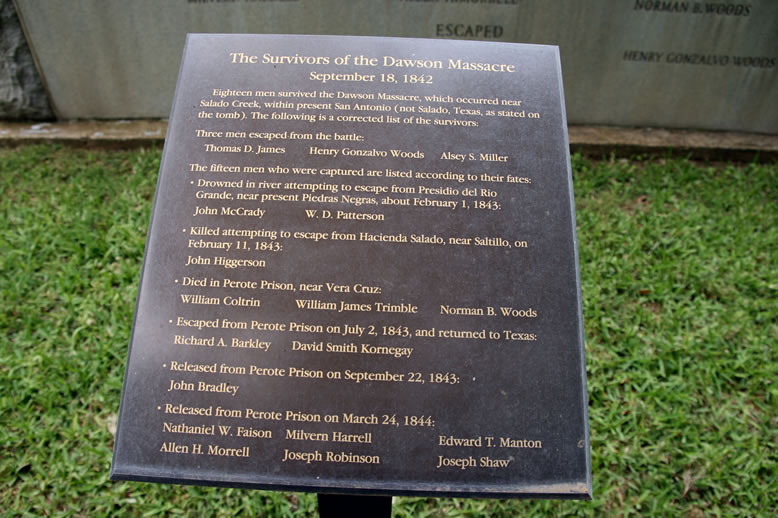 NORMAN B. WOODS
ESCAPED
HENRY GONZALVO WOODS
The Survivors of the Dawson Massacre
September 18, 1842
Eighteen men survived the Dawson Massacre, which occurred near
Salado Creek, within present San Antonio (not Salado, Texas, as stated on
the tomb). The following is a corrected list of the survivors:
Three men escaped from the battle:
Thomas D. James Henry Gonzalvo Woods Alsey S. Miller
The fifteen men who were captured are listed according to their fates:
• Drowned in river attempting to escape from Presidio del Rio
Grande, near present Piedras Negras, about February 1, 1843:
John McCrady W. D. Patterson
• Killed attempting to escape from Hacienda Salado, near Saltillo, on
February 11, 1843:
John Higgerson
• Died in Perote Prison, near Vera Cruz:
William Coltrin William James Trimble Norman B. Woods
• Escaped from Perote Prison on July 2, 1843, and returned to Texas:
Richard A. Barkley David Smith Kornegay
• Released from Perote Prison on September 22, 1843:
John Bradley
• Released from Perote Prison on March 24, 1844:
Nathaniel W. Faison Milvern Harrell Edward T. Manton
Allen H. Morrell Joseph Robinson Joseph Shaw